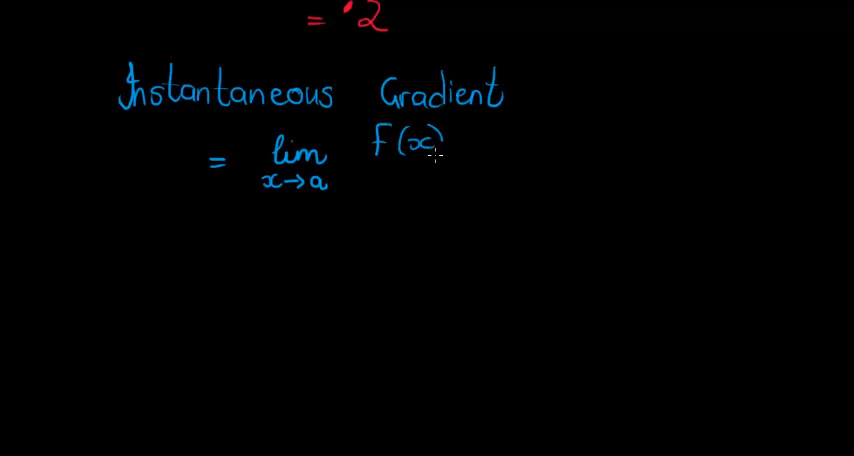 = 2
Instantaneous Gradient
= lim f(x)
x→a